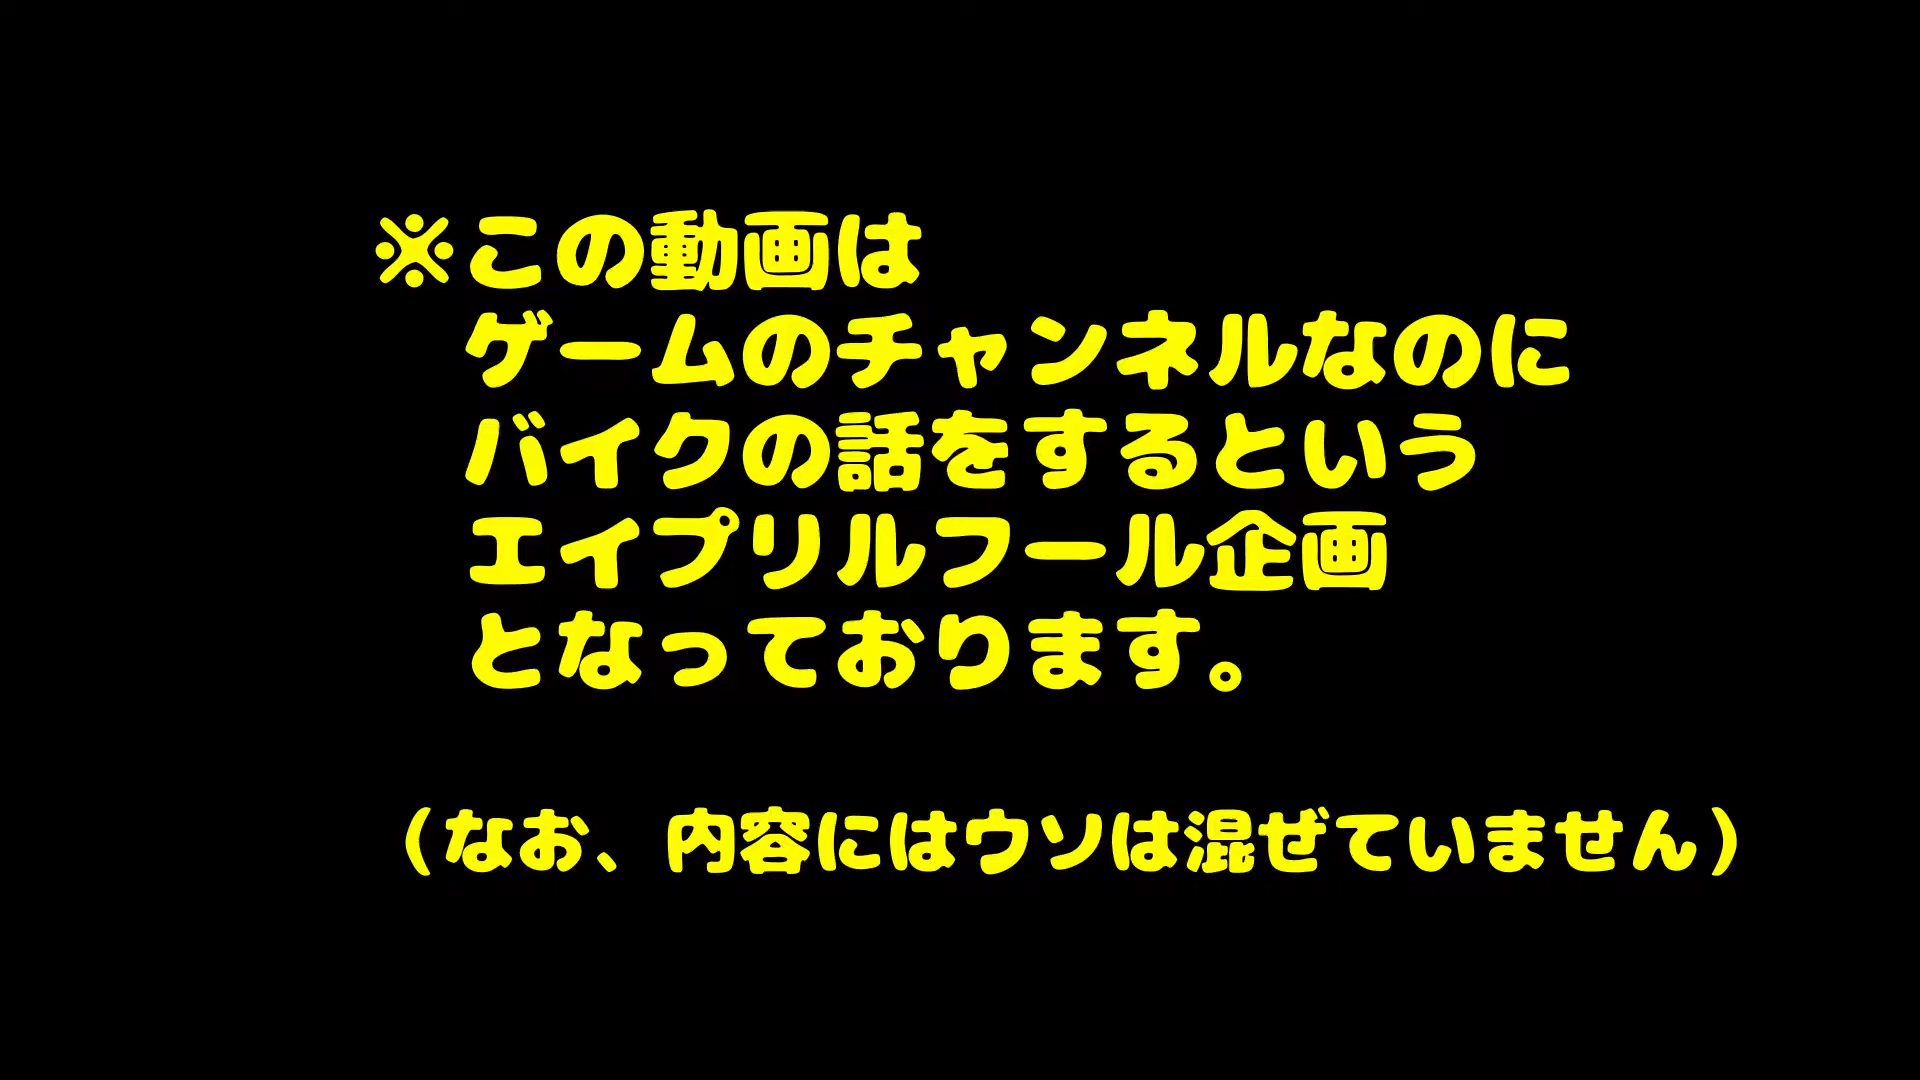 ※この動画は
ゲームのチャンネルなのに
バイクの話をするという
エイプリルフール企画
となっております。
（なお、内容にはウソは混ぜていません）